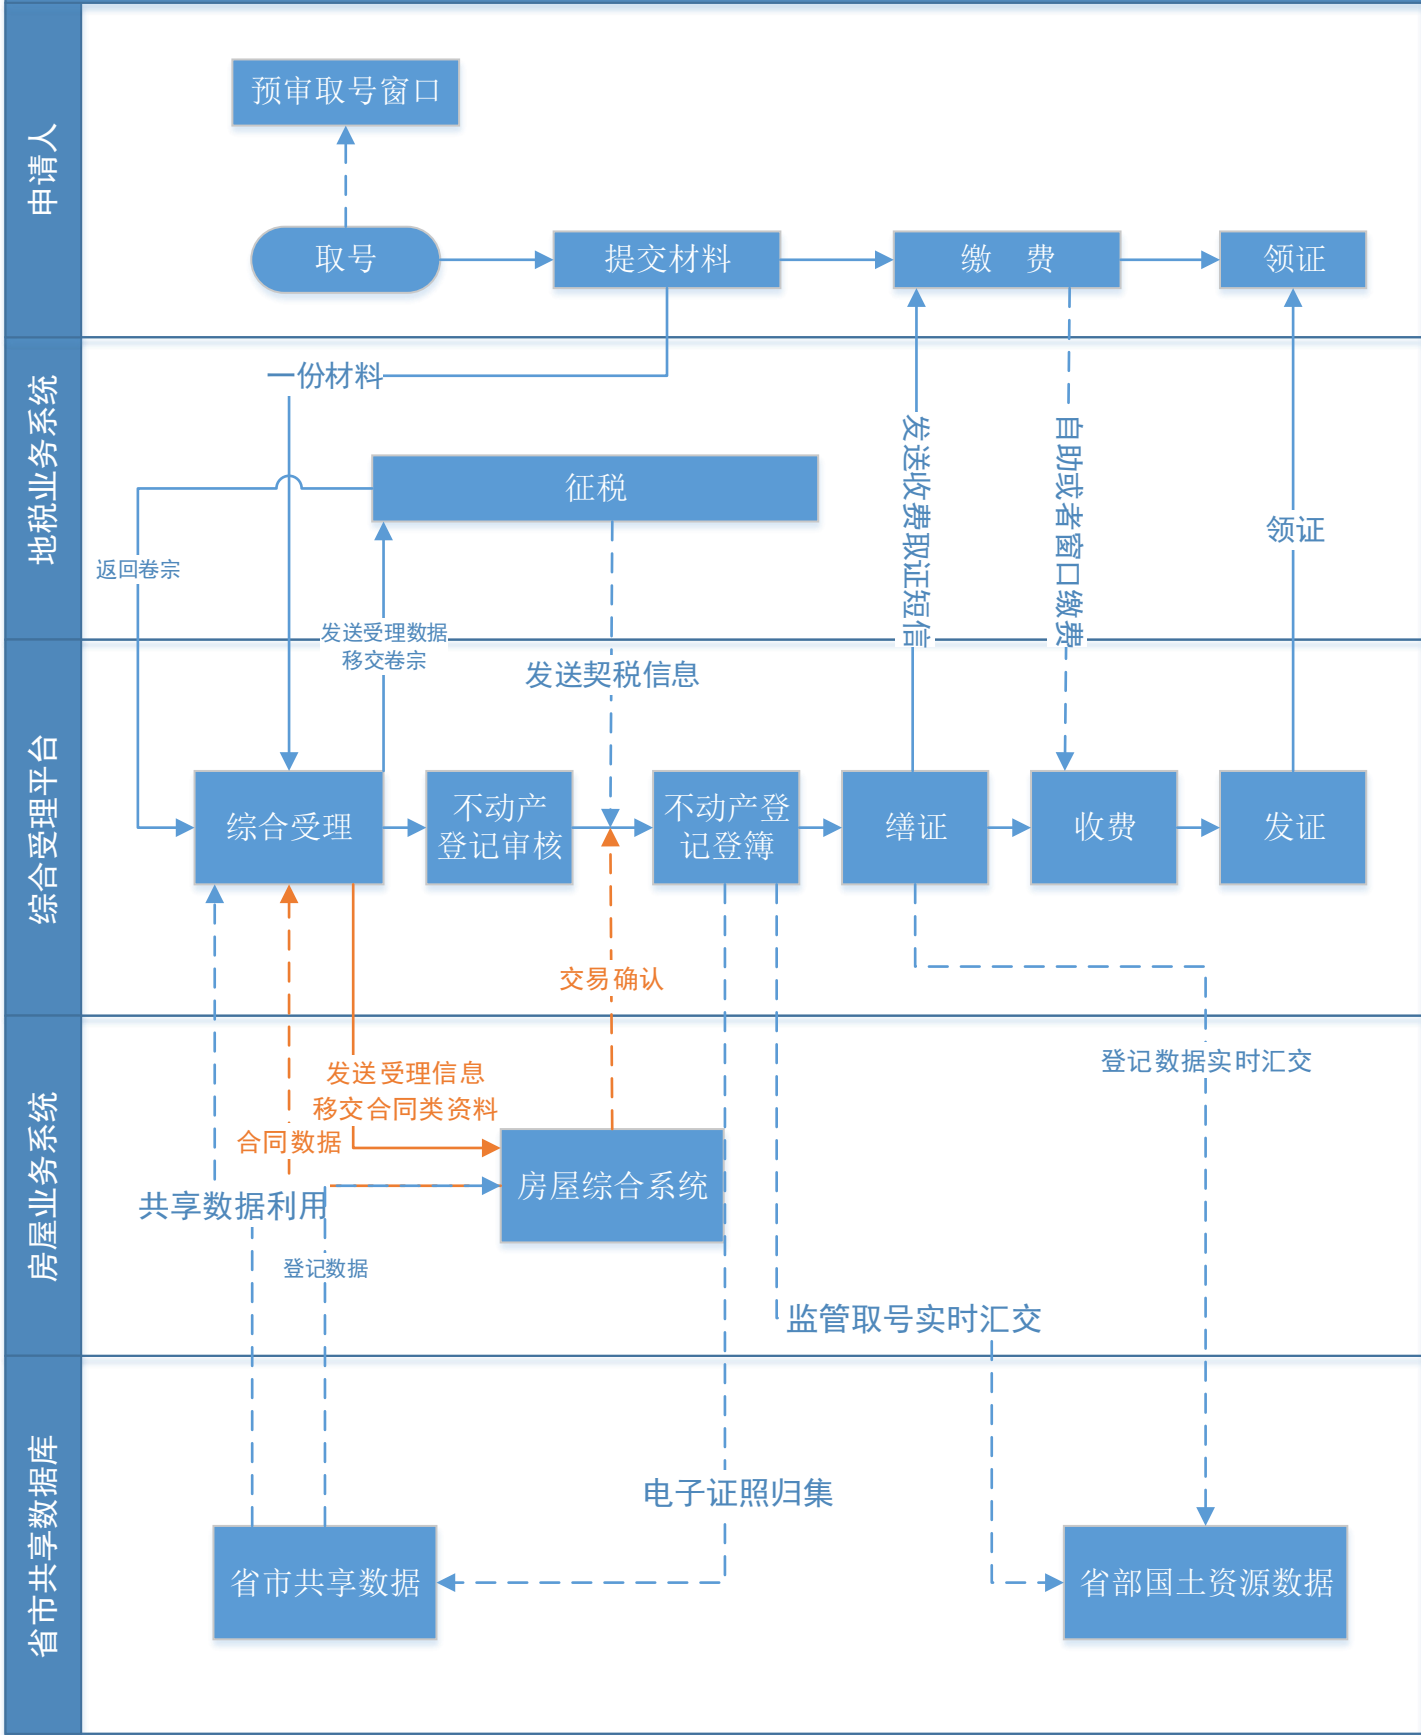 申请人
预审取号窗口
取号
提交材料
缴 费
领证
地税业务系统
一份材料
征税
返回卷宗
发送受理数据
移交卷宗
发送契税信息
发送收费取证短信
自助或者窗口缴费
领证
综合受理平台
综合受理
不动产
登记审核
不动产登
记登簿
缮证
收费
发证
交易确认
房屋业务系统
发送受理信息
移交合同类资料
合同数据
共享数据利用
登记数据
房屋综合系统
登记数据实时汇交
监管取号实时汇交
省市共享数据库
电子证照归集
省市共享数据
省部国土资源数据